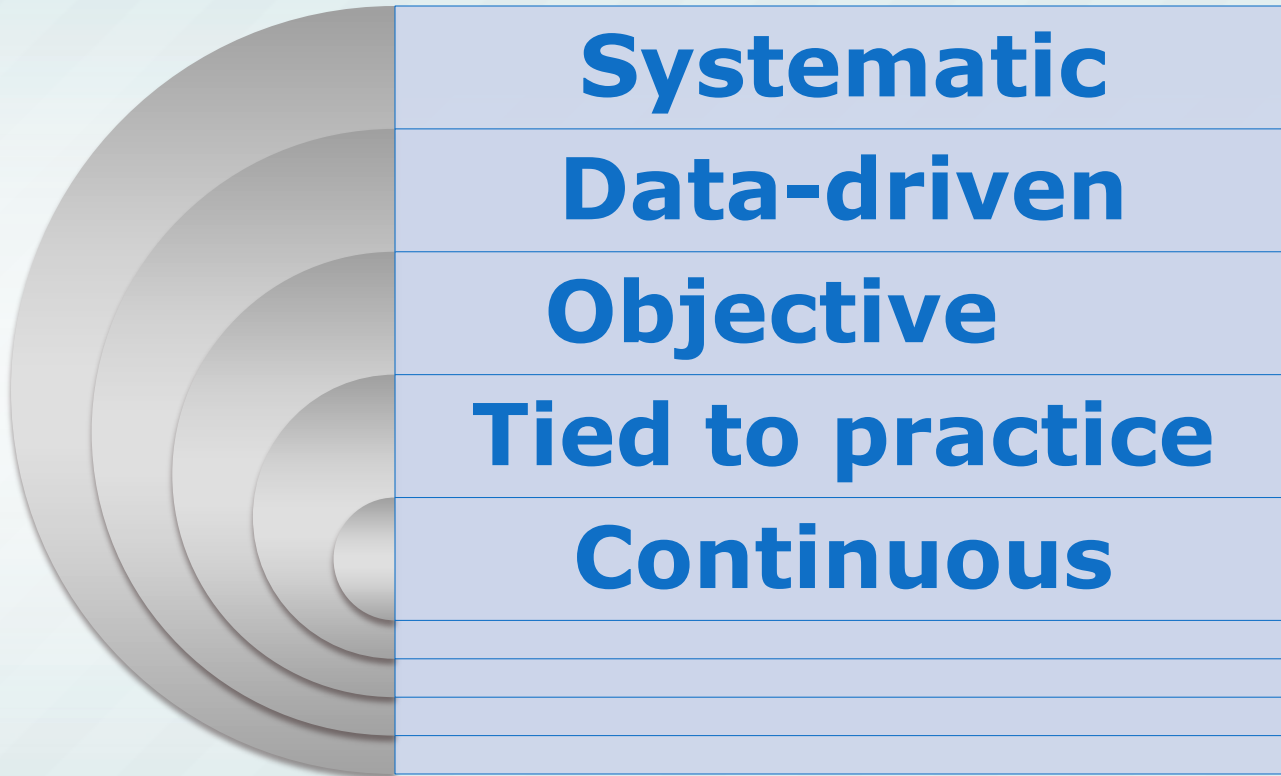 Systematic
Data-driven
Objective
Tied to practice
Continuous